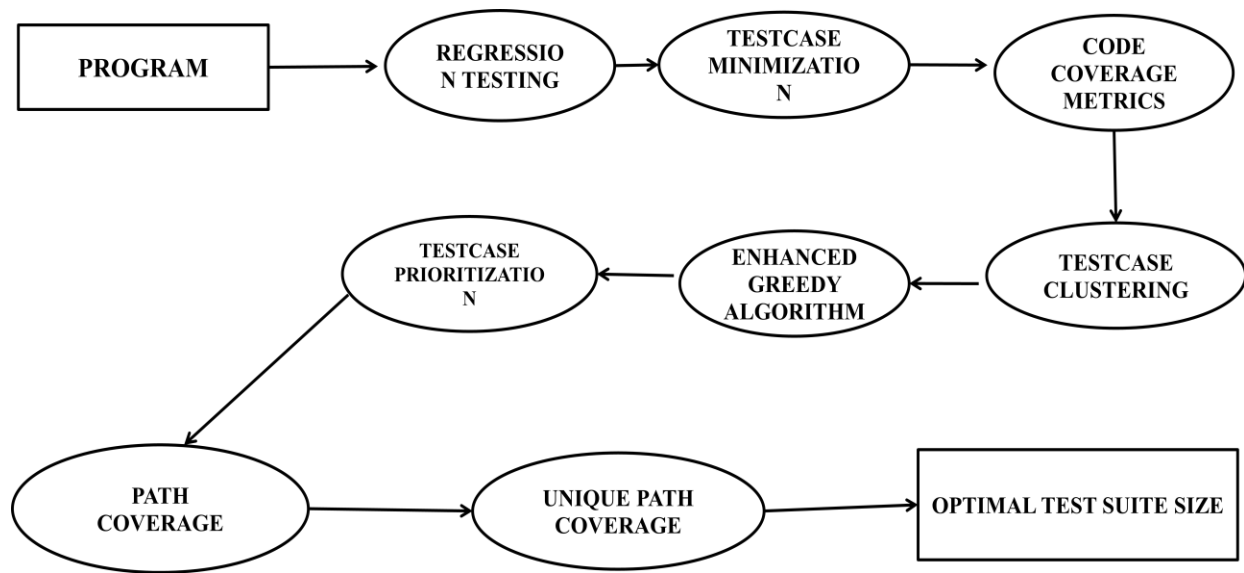 PROGRAM
REGRESSIO
N TESTING
TESTCASE
MINIMIZATIO
N
CODE
COVERAGE
METRICS
TESTCASE
PRIORITIZATIO
N
ENHANCED
GREEDY
ALGORITHM
TESTCASE
CLUSTERING
PATH
COVERAGE
UNIQUE PATH
COVERAGE
OPTIMAL TEST SUITE SIZE